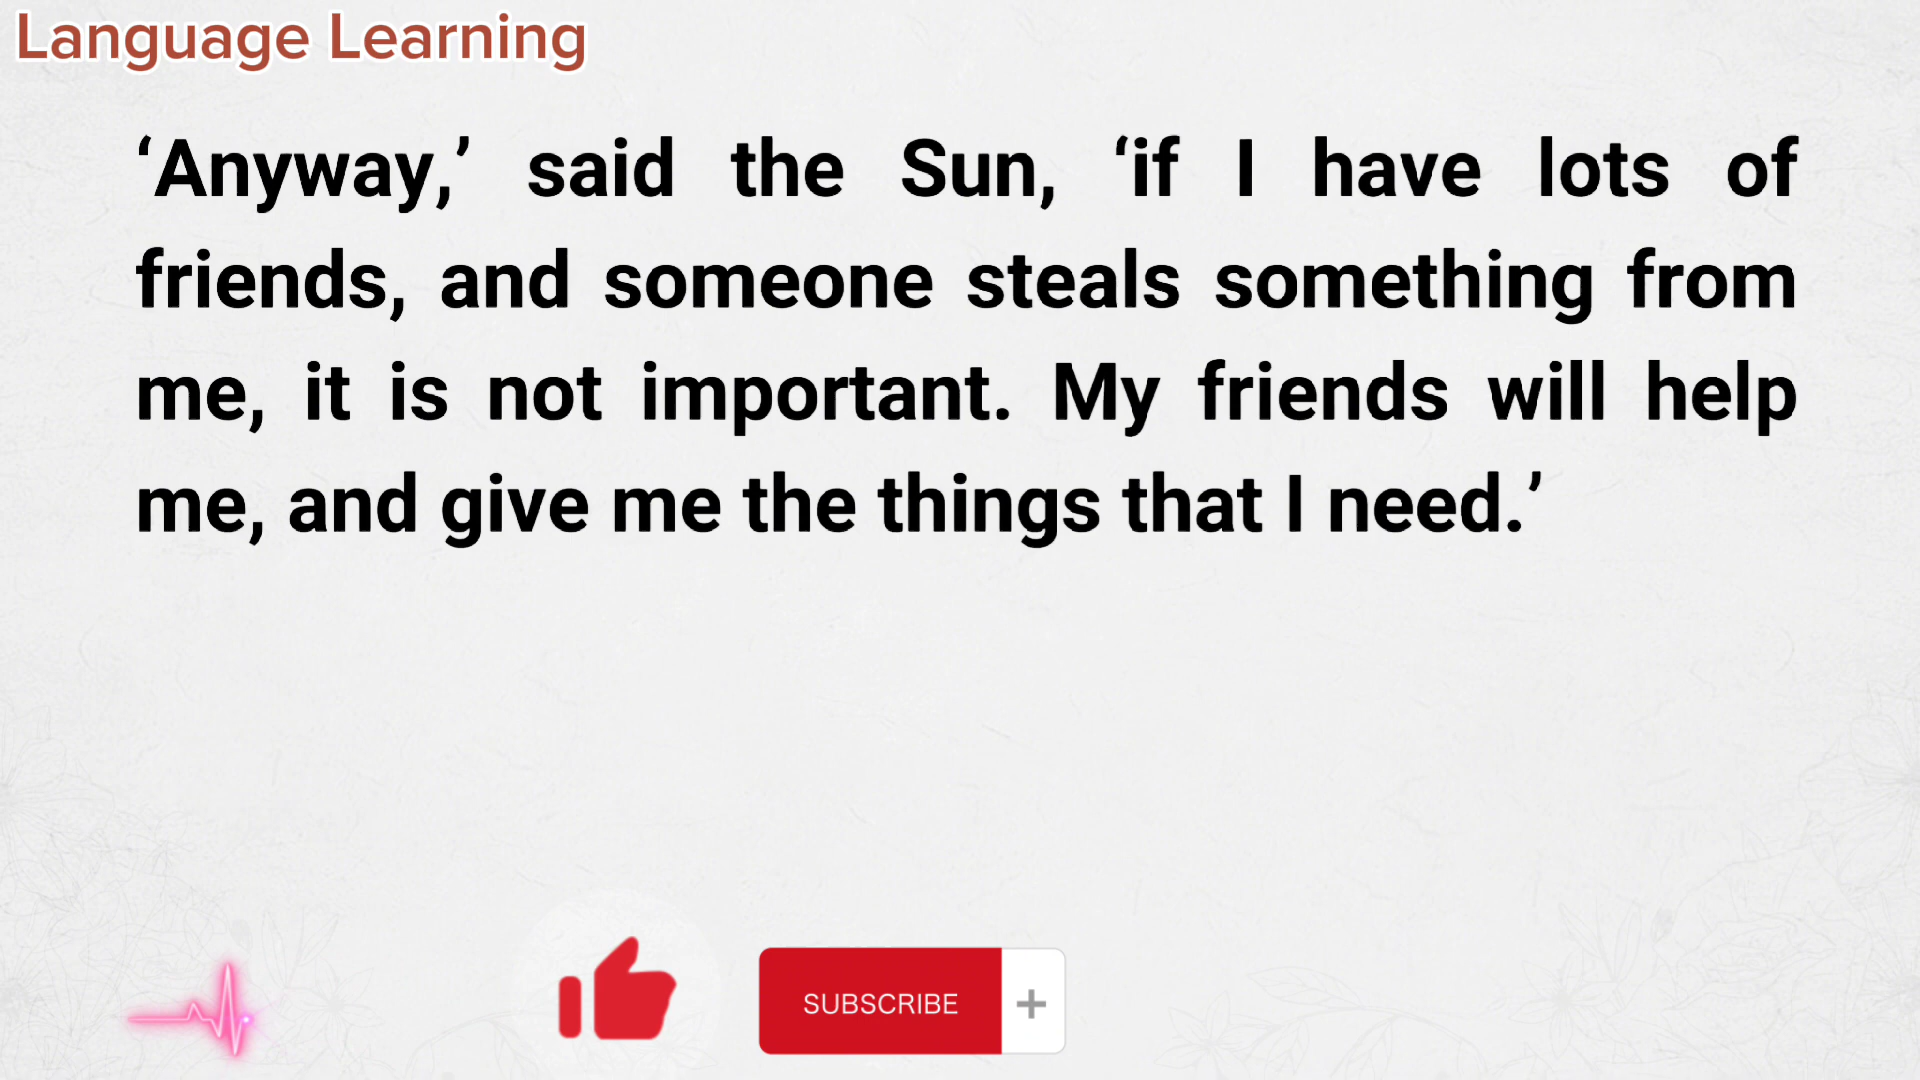 Language Learning
‘Anyway,’ said the Sun, ‘if I have lots of
friends, and someone steals something from
me, it is not important. My friends will help
me, and give me the things that I need.’
SUBSCRIBE +